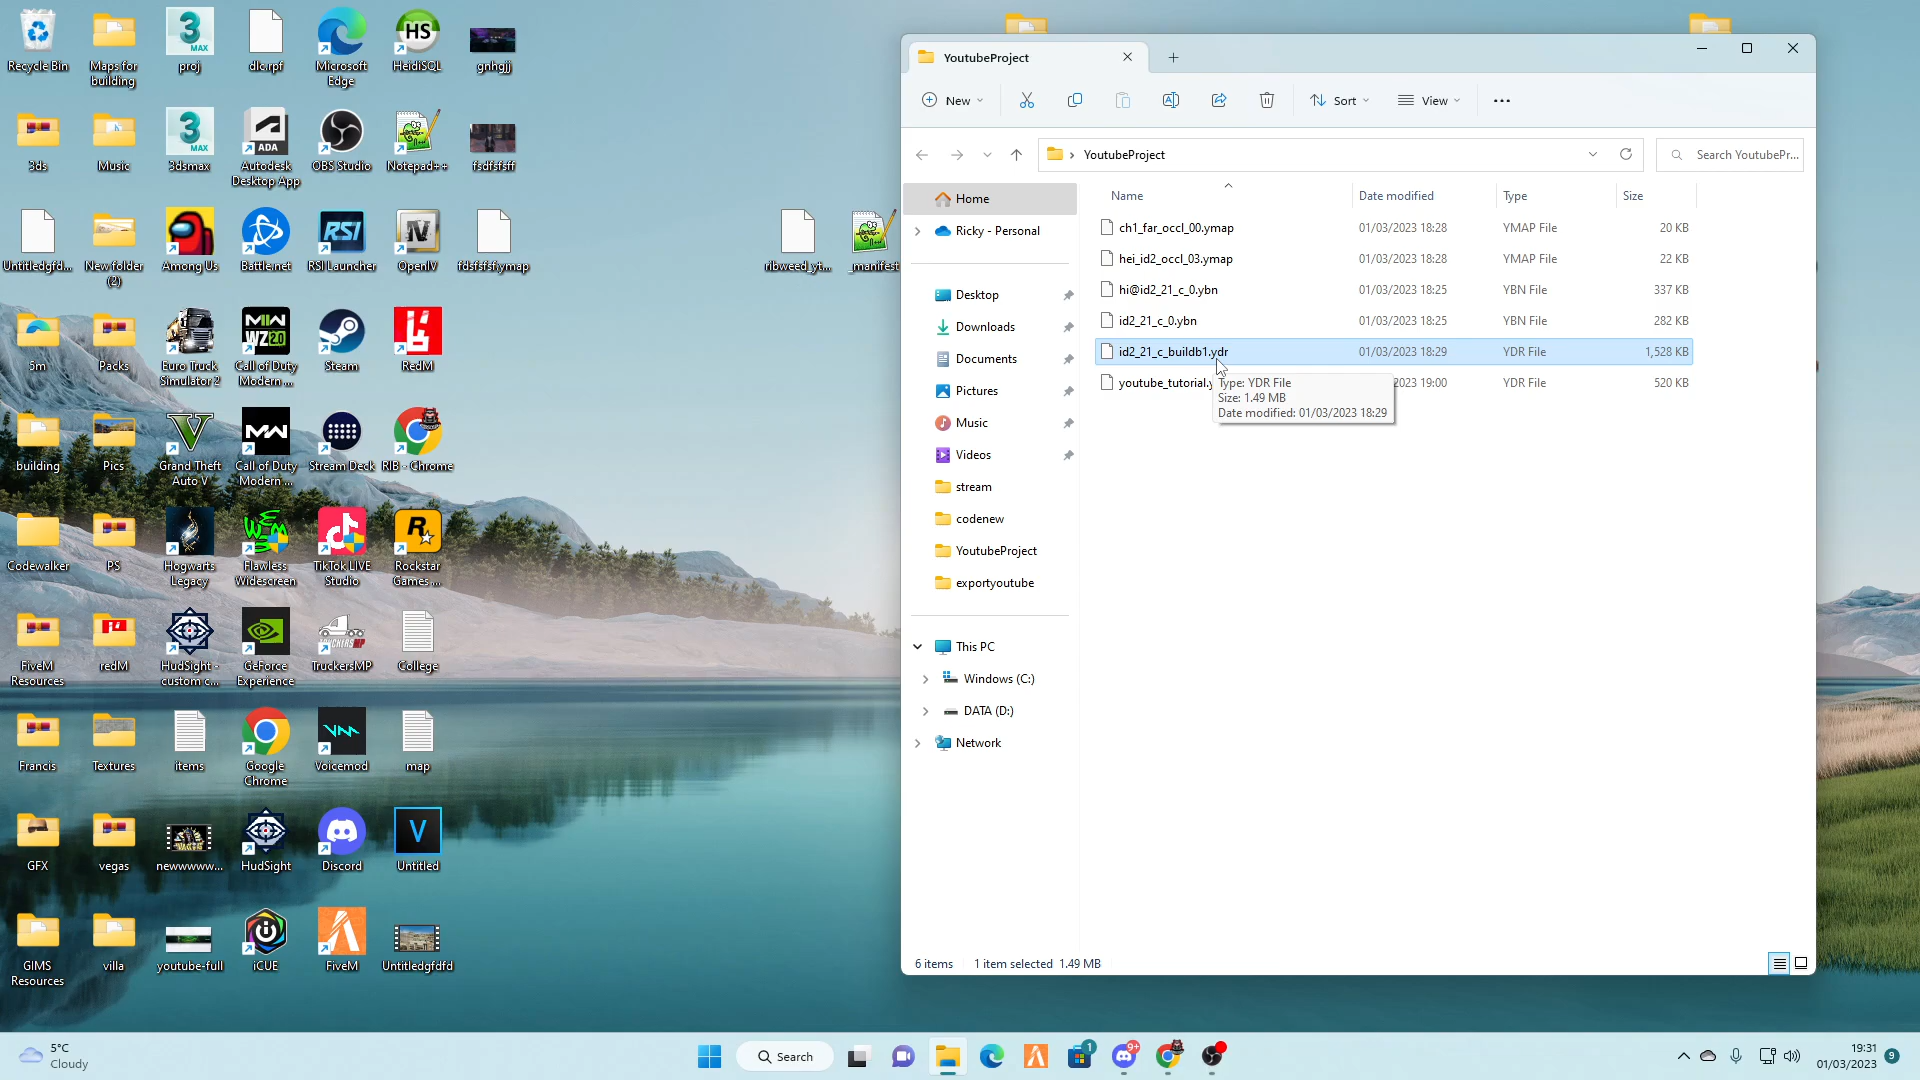 Recycle Bin
Maps for
building
proj
dlc.rpf
Microsoft
Edge
HeidiSQL
gnhgjj
3ds
Music
3dsmax
Autodesk
Desktop App
OBS Studio
Notepad++
fsdfsfsff
Untitledgfd...
New folder
(2)
Among Us
Battle.net
RSI Launcher
OpenIV
fdsfsfsf.ymap
ribweed_yt...
_manifest
5m
Packs
Euro Truck
Simulator 2
Call of Duty
Modern ...
Steam
RedM
building
Pics
Grand Theft
Auto V
Call of Duty
Modern ...
Stream Deck
RIB - Chrome
Codewalker
PS
Hogwarts
Legacy
Flawless
Widescreen
TikTok LIVE
Studio
Rockstar
Games ...
FiveM
Resources
redM
HudSight -
custom c...
GeForce
Experience
TruckersMP
College
Francis
Textures
items
Google
Chrome
Voicemod
map
GFX
vegas
newwwww...
HudSight
Discord
Untitled
GIMS
Resources
villa
youtube-full
iCUE
FiveM
Untitledgfdfd
YoutubeProject
New
Sort
View
YoutubeProject
Search YoutubePr...
Home
Ricky - Personal
Desktop
Downloads
Documents
Pictures
Music
Videos
stream
codenew
YoutubeProject
exportyoutube
This PC
Windows (C:)
DATA (D:)
Network
Name Date modified Type Size
ch1_far_occl_00.ymap 01/03/2023 18:28 YMAP File 20 KB
hei_id2_occl_03.ymap 01/03/2023 18:28 YMAP File 22 KB
hi@id2_21_c_0.ybn 01/03/2023 18:25 YBN File 337 KB
id2_21_c_0.ybn 01/03/2023 18:25 YBN File 282 KB
id2_21_c_buildb1.ydr 01/03/2023 18:29 YDR File 1,528 KB
youtube_tutorial.y 2023 19:00 YDR File 520 KB
Type: YDR File
Size: 1.49 MB
Date modified: 01/03/2023 18:29
6 items 1 item selected 1.49 MB
5°C
Cloudy
Search
1
9+
19:31
01/03/2023
9